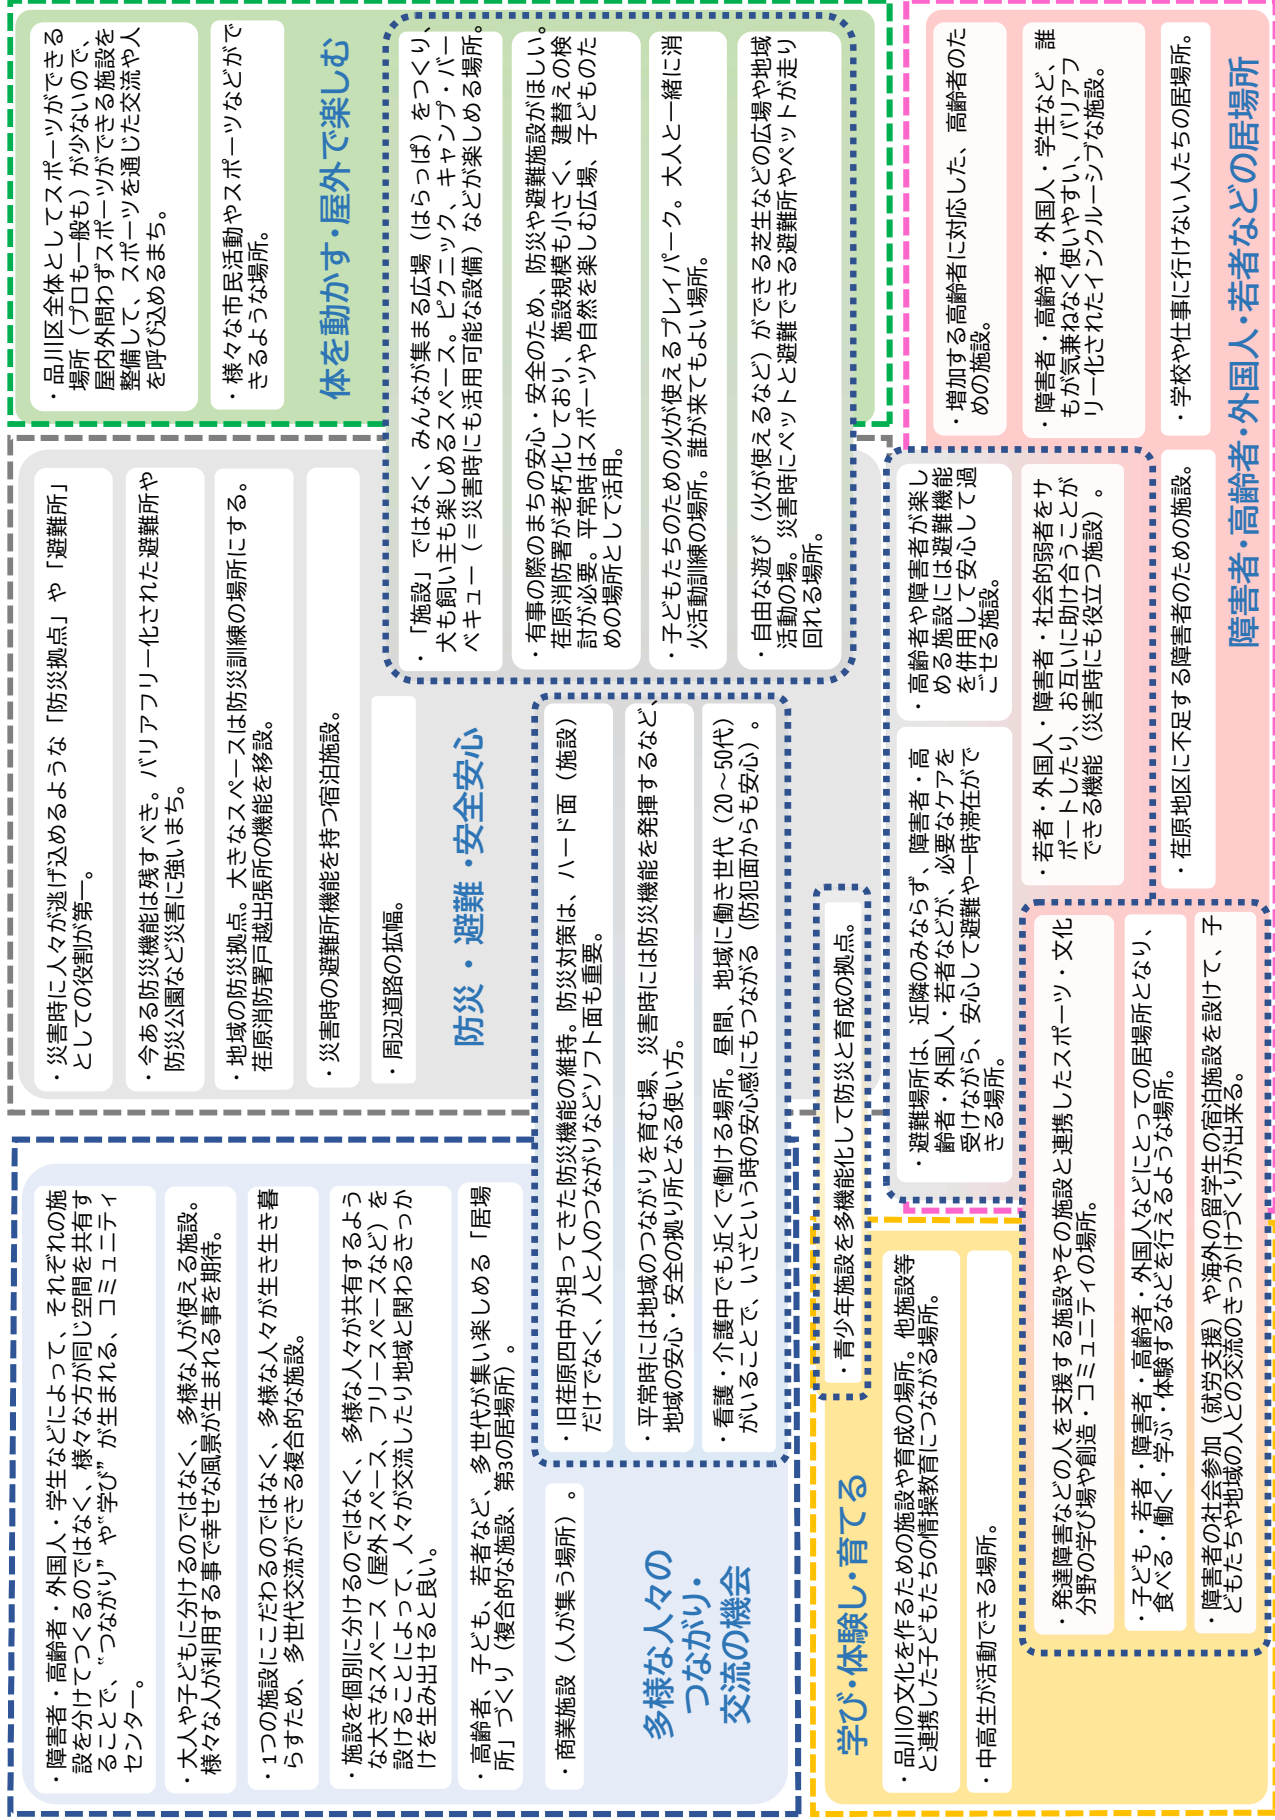 ・障害者・高齢者・外国人・学生などによって、それぞれの施
設を分けてつくるのではなく、様々な方が同じ空間を共有す
ることで、“つながり” や“学び” が生まれる、コミュニティ
センター。
・大人や子どもに分けるのではなく、多様な人が使える施設。
様々な人が利用する事で幸せな風景が生まれる事を期待。
・1つの施設にこだわるのではなく、多様な人々が生き生き暮
らすため、多世代交流ができる複合的な施設。
・施設を個別に分けるのではなく、多様な人々が共有するよう
な大きなスペース（屋外スペース、フリースペースなど）を
設けることによって、人々が交流したり地域と関わるきっか
けを生み出せると良い。
・高齢者、子ども、若者など、多世代が集い楽しめる「居場
所」づくり（複合的な施設、第3の居場所）。
・商業施設（人が集う場所）。
多様な人々の
つながり・
交流の機会
・災害時に人々が逃げ込めるような「防災拠点」や「避難所」
としての役割が第一。
・今ある防災機能は残すべき。バリアフリー化された避難所や
防災公園など災害に強いまち。
・地域の防災拠点。大きなスペースは防災訓練の場所にする。
荏原消防署戸越出張所の機能を移設。
・災害時の避難所機能を持つ宿泊施設。
・周辺道路の拡幅。
防災・避難・安全安心
・品川区全体としてスポーツができる
場所（プロも一般も）が少ないので、
屋内外問わずスポーツができる施設を
整備して、スポーツを通じた交流や人
を呼び込めるまち。
・様々な市民活動やスポーツなどがで
きるような場所。
体を動かす・屋外で楽しむ
・「施設」ではなく、みんなが集まる広場（はらっぱ）をつくり、
犬も飼い主も楽しめるスペース。ピクニック、キャンプ・バー
ベキュー（＝災害時にも活用可能な設備）などが楽しめる場所。
・有事の際のまちの安心・安全のため、防災や避難施設がほしい。
荏原消防署が老朽化しており、施設規模も小さく、建替えの検
討が必要。平常時はスポーツや自然を楽しむ広場、子どものた
めの場所として活用。
・子どもたちのための火が使えるプレイパーク。大人と一緒に消
火活動訓練の場所。誰が来てもよい場所。
・自由な遊び（火が使えるなど）ができる芝生などの広場や地域
活動の場。災害時にペットと避難できる避難所やペットが走り
回れる場所。
・旧荏原四中が担ってきた防災機能の維持。防災対策は、ハード面（施設）
だけでなく、人と人のつながりなどソフト面も重要。
・平常時には地域のつながりを育む場、災害時には防災機能を発揮するなど、
地域の安心・安全の拠り所となる使い方。
・看護・介護中でも近くで働ける場所。昼間、地域に働き世代（20～50代）
がいることで、いざという時の安心感にもつながる（防犯面からも安心）。
・青少年施設を多機能化して防災と育成の拠点。
学び・体験し・育てる
・品川の文化を作るための施設や育成の場所。他施設等
と連携した子どもたちの情操教育につながる場所。
・中高生が活動できる場所。
・避難場所は、近隣のみならず、障害者・高
齢者・外国人・若者などが、必要なケアを
受けながら、安心して避難や一時滞在がで
きる場所。
・高齢者や障害者が楽し
める施設には避難機能
を併用して安心して過
ごせる施設。
・若者・外国人・障害者・社会的弱者をサ
ポートしたり、お互いに助け合うことが
できる機能（災害時にも役立つ施設）。
・増加する高齢者に対応した、高齢者のた
めの施設。
・障害者・高齢者・外国人・学生など、誰
もが気兼ねなく使いやすい、バリアフ
リー化されたインクルーシブな施設。
・学校や仕事に行けない人たちの居場所。
・荏原地区に不足する障害者のための施設。
障害者・高齢者・外国人・若者などの居場所
・発達障害などの人を支援する施設やその施設と連携したスポーツ・文化
分野の学び場や創造・コミュニティの場所。
・子ども・若者・障害者・高齢者・外国人などにとっての居場所となり、
食べる・働く・学ぶ・体験するなどを行えるような場所。
・障害者の社会参加（就労支援）や海外の留学生の宿泊施設を設けて、子
どもたちや地域の人との交流のきっかけづくりが出来る。